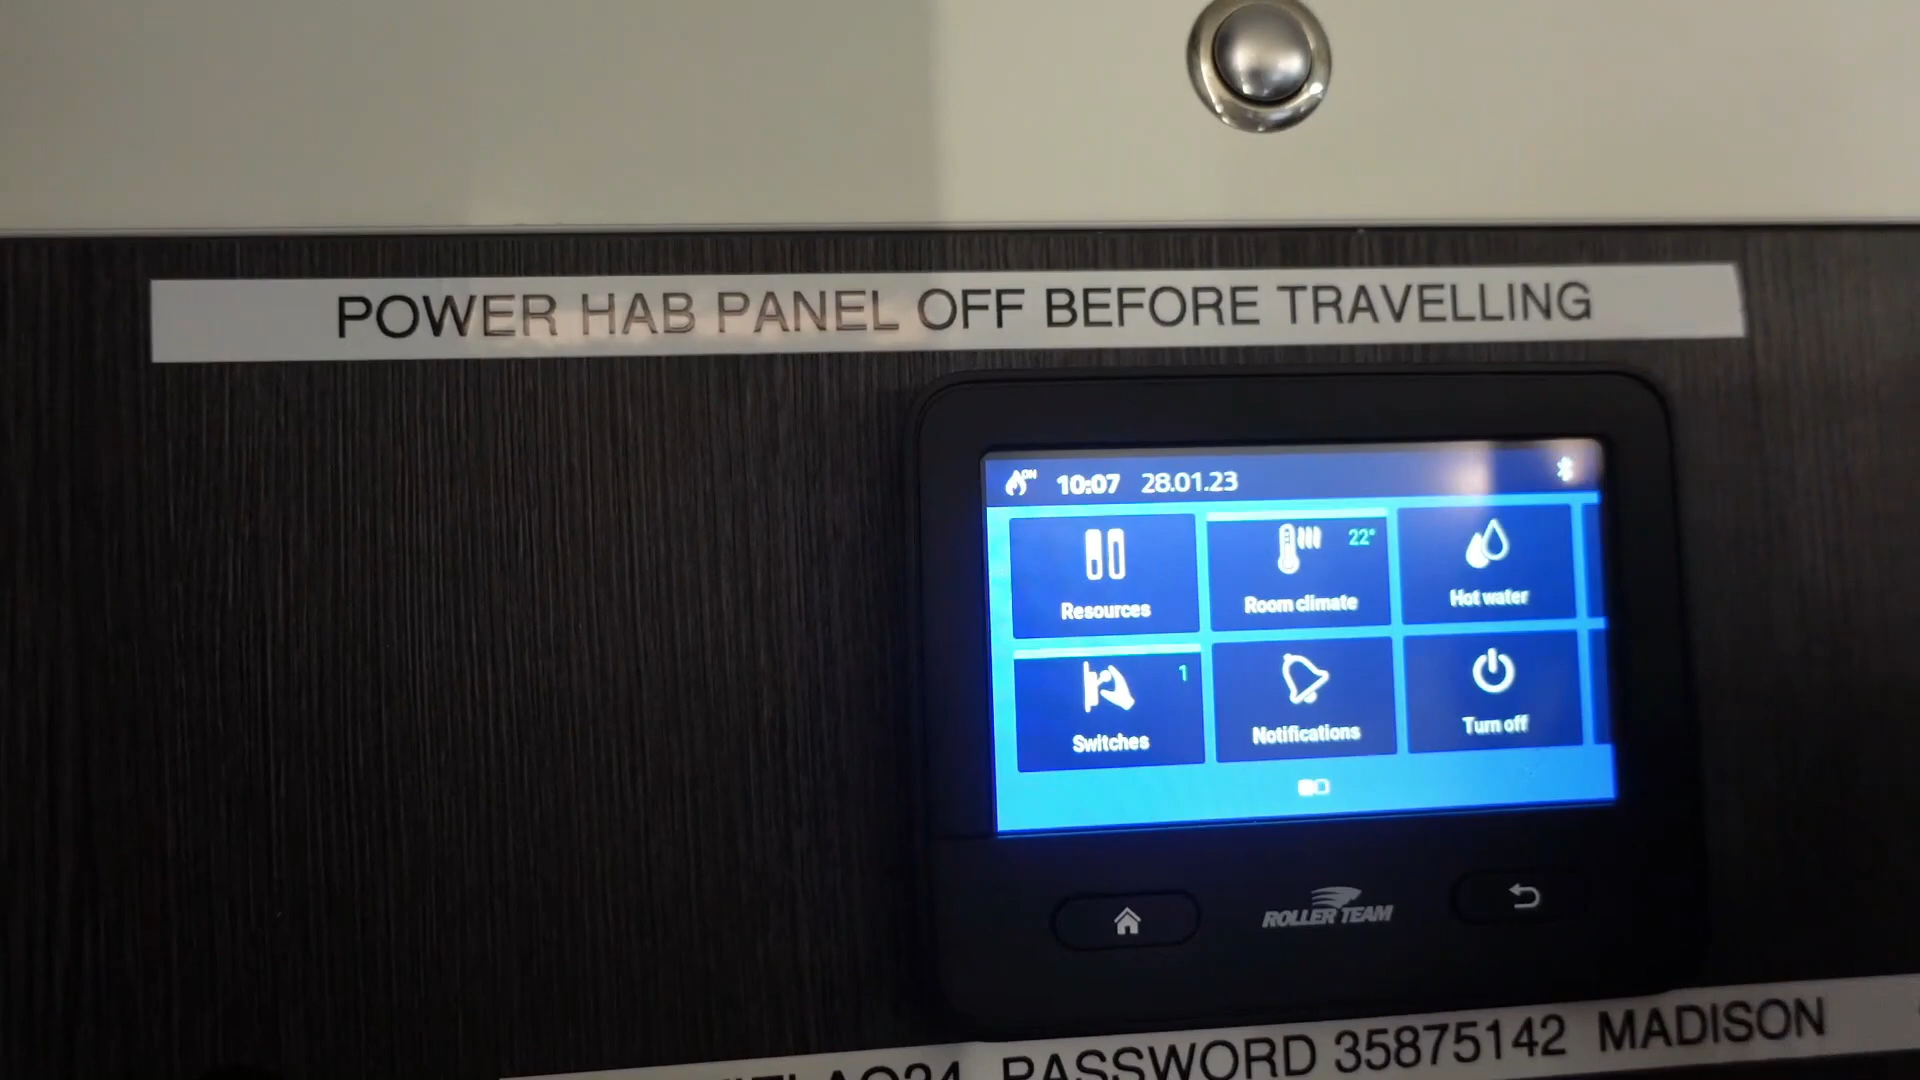 POWER HAB PANEL OFF BEFORE TRAVELLING
ON 10:07 28.01.23
Resources
22°
Room climate
Hot water
1
Switches
Notifications
Turn off
ROLLER TEAM
PASSWORD 35875142 MADISON